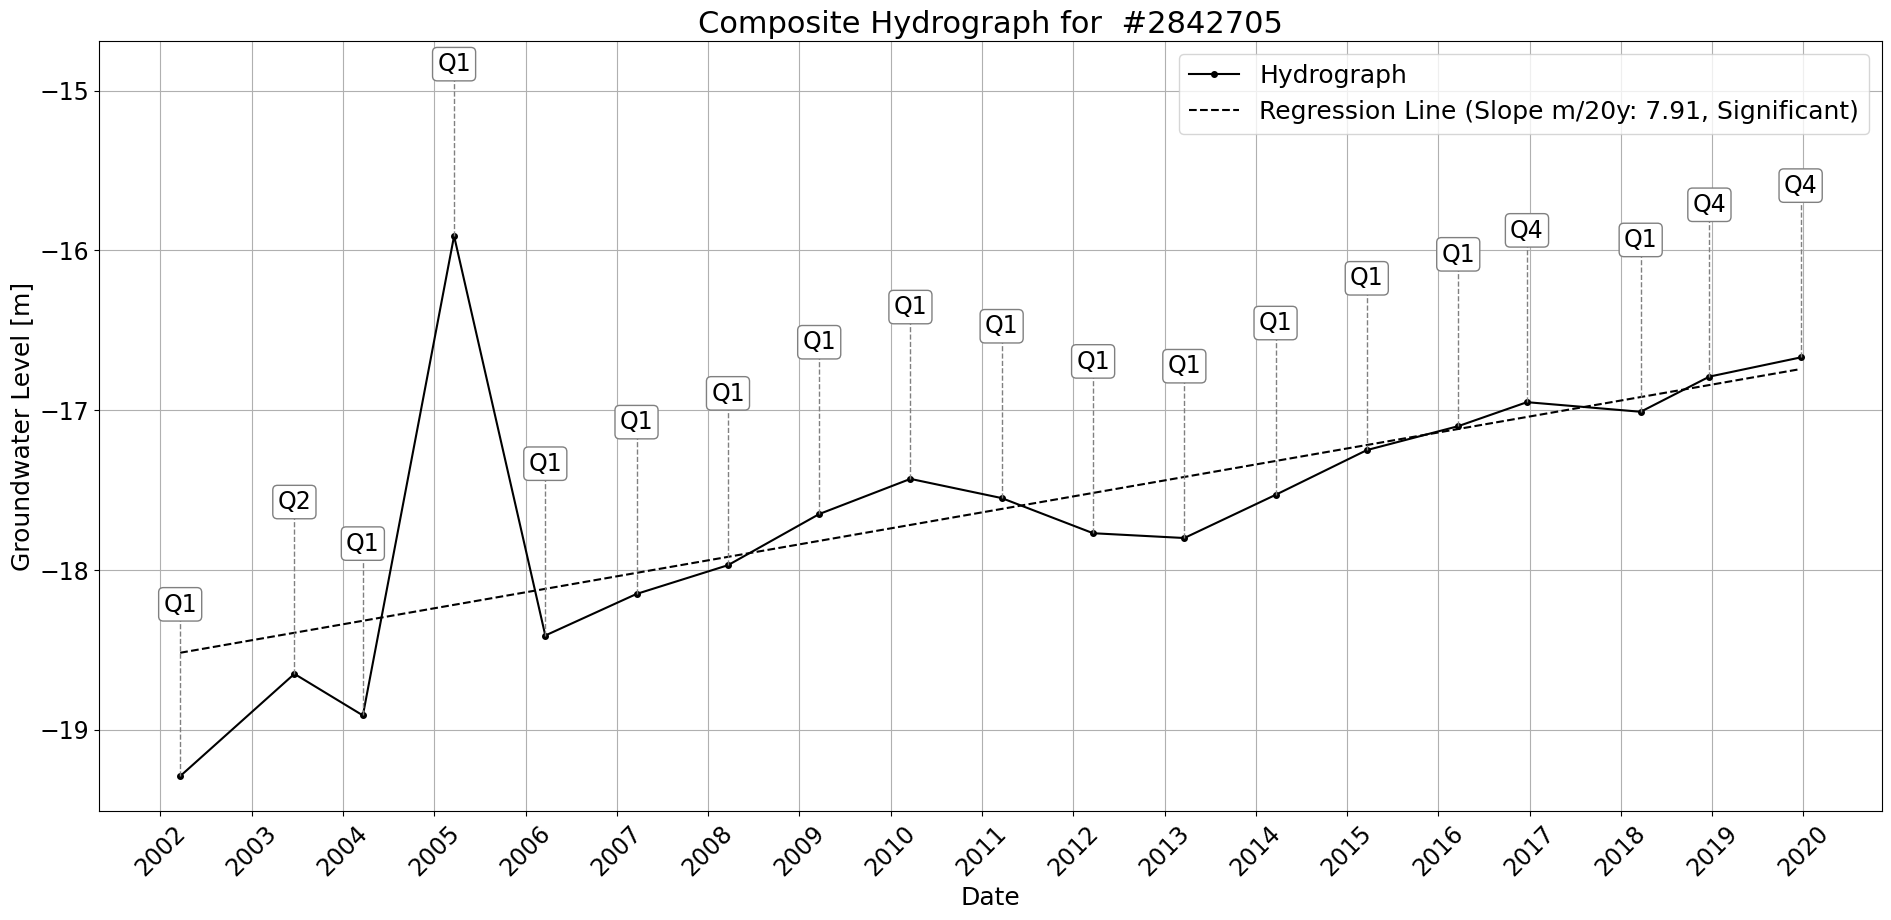 Composite Hydrograph for  #2842705
Hydrograph
Regression Line (Slope m/20y: 7.91, Significant)
Groundwater Level [m]
−15
−16
−17
−18
−19
Q1
Q2
Q1
Q1
Q1
Q1
Q1
Q1
Q1
Q1
Q1
Q1
Q1
Q1
Q1
Q4
Q1
Q4
Q4
2002
2003
2004
2005
2006
2007
2008
2009
2010
2011
2012
2013
2014
2015
2016
2017
2018
2019
2020
Date